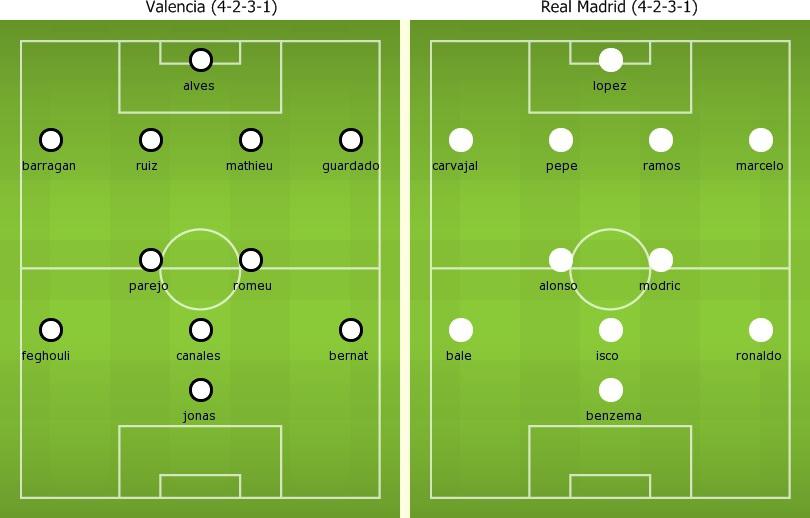 Valencia (4-2-3-1)
alves
barragan ruiz mathieu guardado
parejo romeu
feghouli canales bernat
jonas
Real Madrid (4-2-3-1)
lopez
carvajal pepe ramos marcelo
alonso modric
bale isco ronaldo
benzema